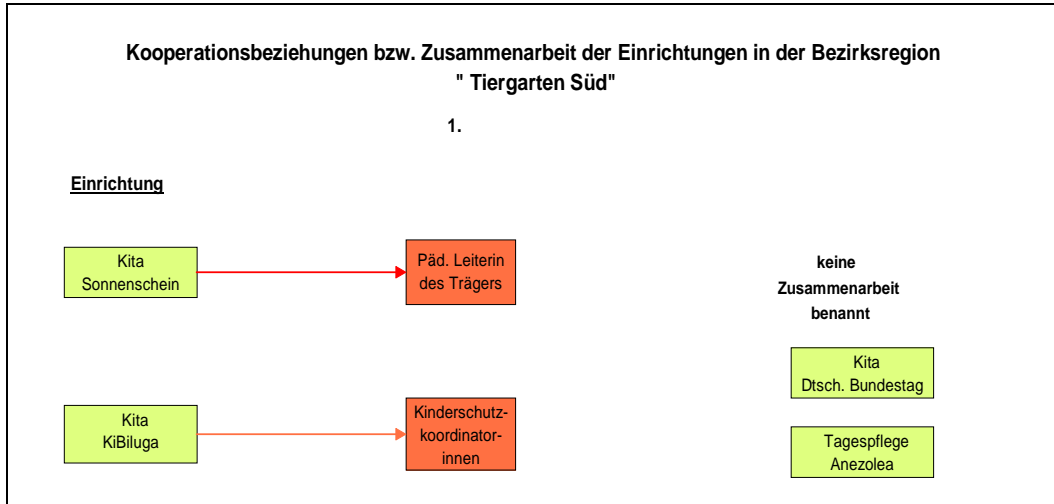 Kooperationsbeziehungen bzw. Zusammenarbeit der Einrichtungen in der Bezirksregion
" Tiergarten Süd"
1.
Einrichtung
Kita
Sonnenschein
Päd. Leiterin
des Trägers
keine
Zusammenarbeit
benannt
Kita
Dtsch. Bundestag
Kita
KiBiluga
Kinderschutz-
koordinator-
innen
Tagespflege
Anezolea